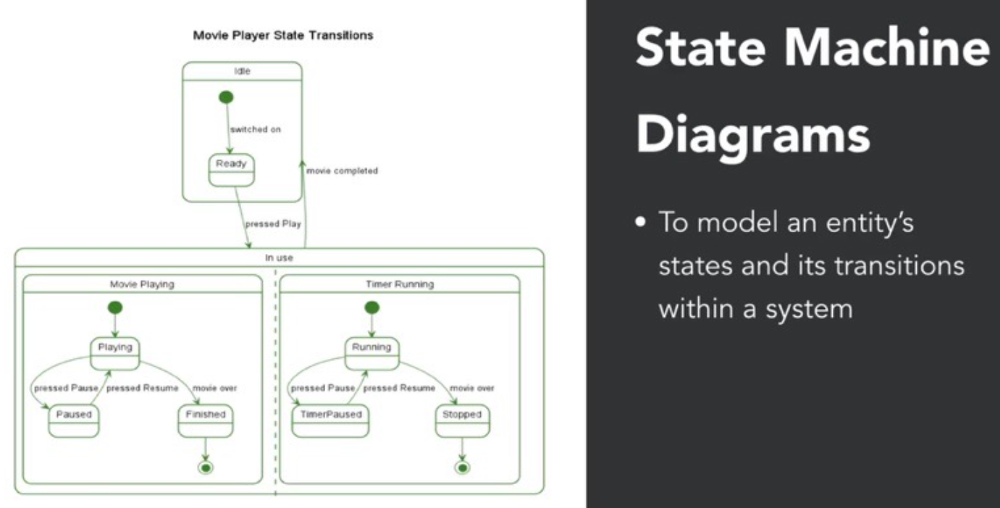 Movie Player State Transitions
Idle
switched on
Ready
movie completed
pressed Play
In use
Movie Playing
Playing
pressed Pause
pressed Resume
movie over
Paused
Finished
Timer Running
Running
pressed Pause
pressed Resume
movie over
TimerPaused
Stopped
State Machine
Diagrams
• To model an entity’s
states and its transitions
within a system